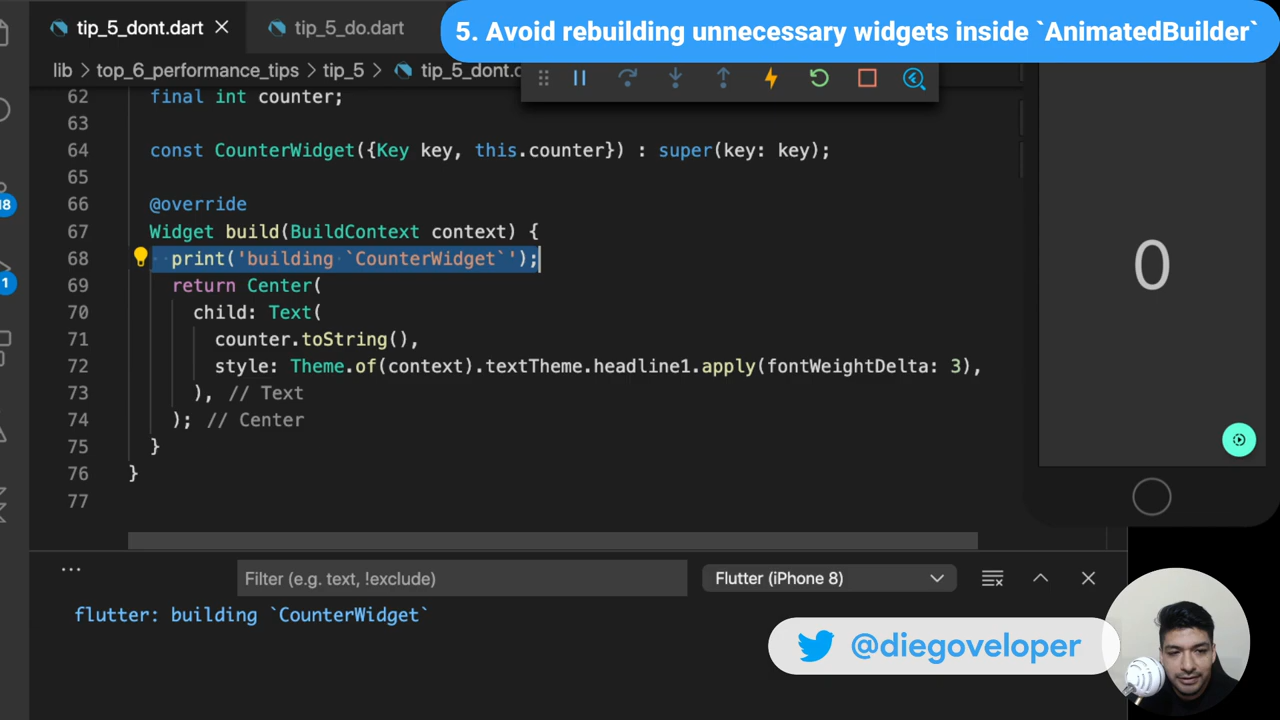 5. Avoid rebuilding unnecessary widgets inside `AnimatedBuilder`
tip_5_dont.dart
tip_5_do.dart
lib > top_6_performance_tips > tip_5 > tip_5_dont.
62 final int counter;
63
64 const CounterWidget({Key key, this.counter}) : super(key: key);
65
66 @override
67 Widget build(BuildContext context) {
68 print('building `CounterWidget`');
69 return Center(
70 child: Text(
71 counter.toString(),
72 style: Theme.of(context).textTheme.headline1.apply(fontWeightDelta: 3),
73 ), // Text
74 ); // Center
75 }
76 }
77
0
18
1
...
Filter (e.g. text, !exclude)
Flutter (iPhone 8)
flutter: building `CounterWidget`
@diegoveloper